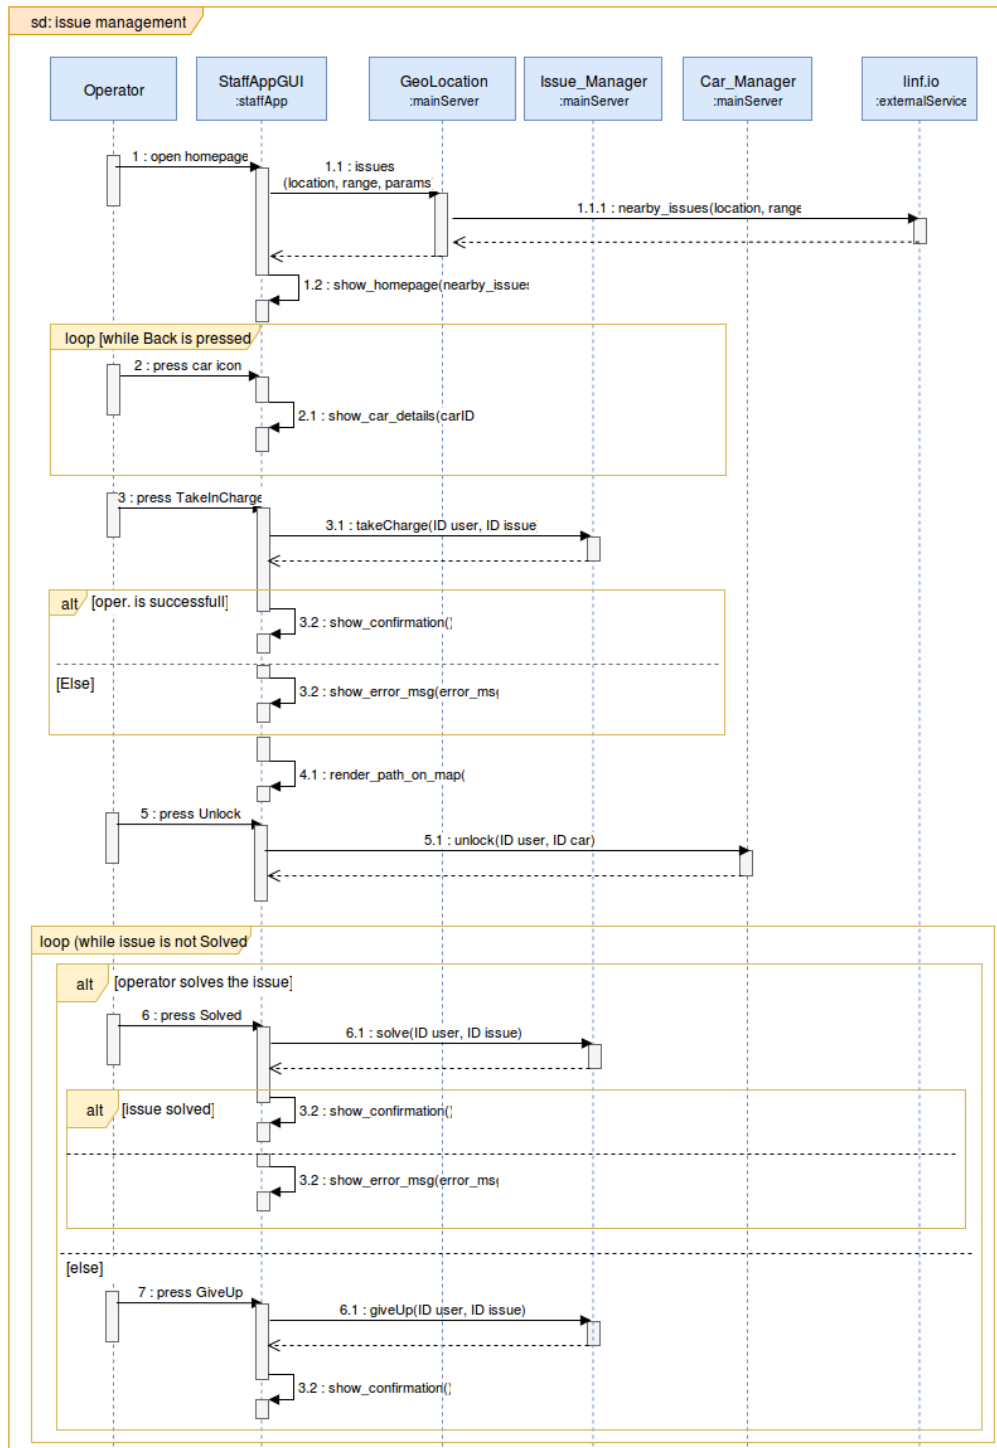 sd: issue management
Operator
StaffAppGUI
:staffApp
GeoLocation
:mainServer
Issue_Manager
:mainServer
Car_Manager
:mainServer
linf.io
:externalService
1 : open homepage
1.1 : issues
(location, range, params
1.1.1 : nearby_issues(location, range
1.2 : show_homepage(nearby_issues
loop [while Back is pressed
2 : press car icon
2.1 : show_car_details(carID
3 : press TakeInCharge
3.1 : takeCharge(ID user, ID issue
alt
[oper. is successfull]
3.2 : show_confirmation()
[Else]
3.2 : show_error_msg(error_msg
4.1 : render_path_on_map(
5 : press Unlock
5.1 : unlock(ID user, ID car)
loop (while issue is not Solved
alt
[operator solves the issue]
6 : press Solved
6.1 : solve(ID user, ID issue)
alt
[issue solved]
3.2 : show_confirmation()
3.2 : show_error_msg(error_msg
[else]
7 : press GiveUp
6.1 : giveUp(ID user, ID issue)
3.2 : show_confirmation()